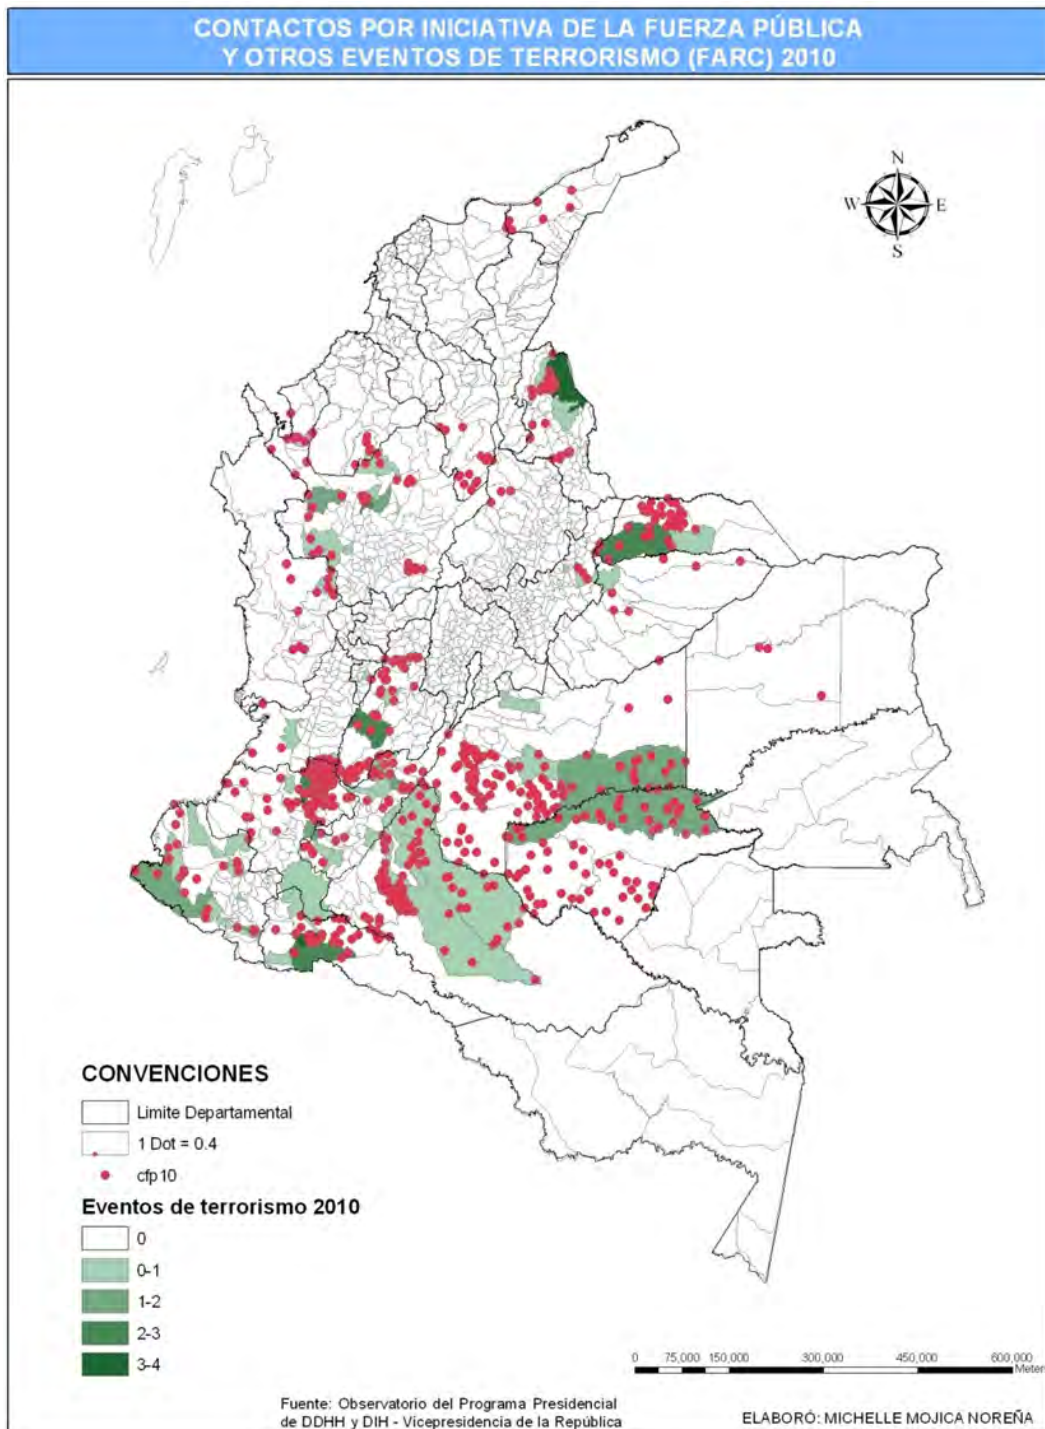 CONTACTOS POR INICIATIVA DE LA FUERZA PÚBLICA
Y OTROS EVENTOS DE TERRORISMO (FARC) 2010
N
W E
S
CONVENCIONES
Limite Departamental
1 Dot = 0.4
cfp10
Eventos de terrorismo 2010
0
0-1
1-2
2-3
3-4
0 75,000 150,000 300,000 450,000 600,000
Meters
Fuente: Observatorio del Programa Presidencial
de DDHH y DIH - Vicepresidencia de la República
ELABORÓ: MICHELLE MOJICA NOREÑA